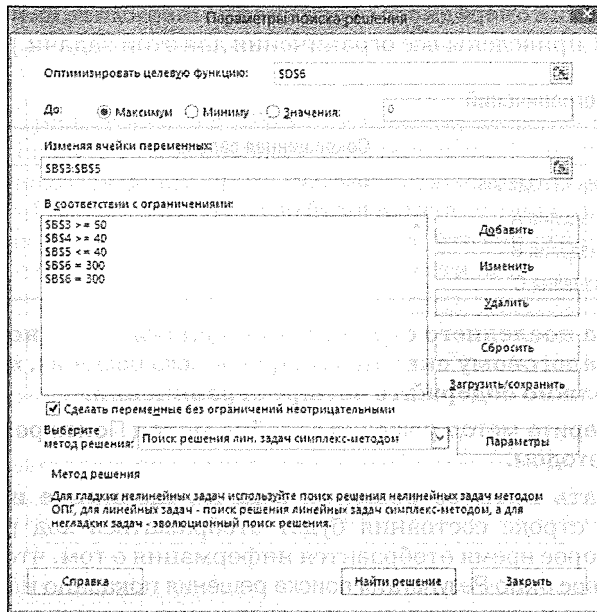 Параметры поиска решения
Оптимизировать целевую функцию: $D$6
До: Максимум Миниму Значения: 0
Изменяя ячейки переменных:
$B$3:$B$5
В соответствии с ограничениями:
$B$3 >= 50
$B$4 >= 40
$B$5 <= 40
$B$6 = 300
$B$6 = 300
Добавить
Изменить
Удалить
Сбросить
Загрузить/сохранить
Сделать переменные без ограничений неотрицательными
Выберите
метод решения: Поиск решения лин. задач симплекс-методом Параметры
Метод решения
Для гладких нелинейных задач используйте поиск решения нелинейных задач методом
ОПГ, для линейных задач - поиск решения линейных задач симплекс-методом, а для
негладких задач - эволюционный поиск решения.
Справка Найти решение Закрыть